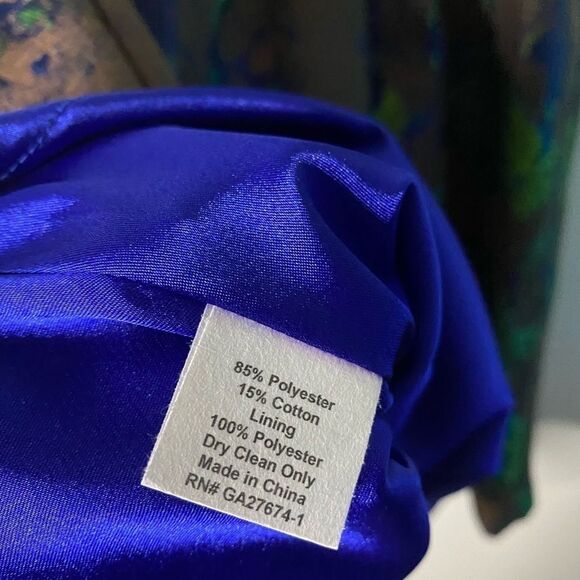 85% Polyester
15% Cotton
Lining
100% Polyester
Dry Clean Only
Made in China
RN# GA27674-1